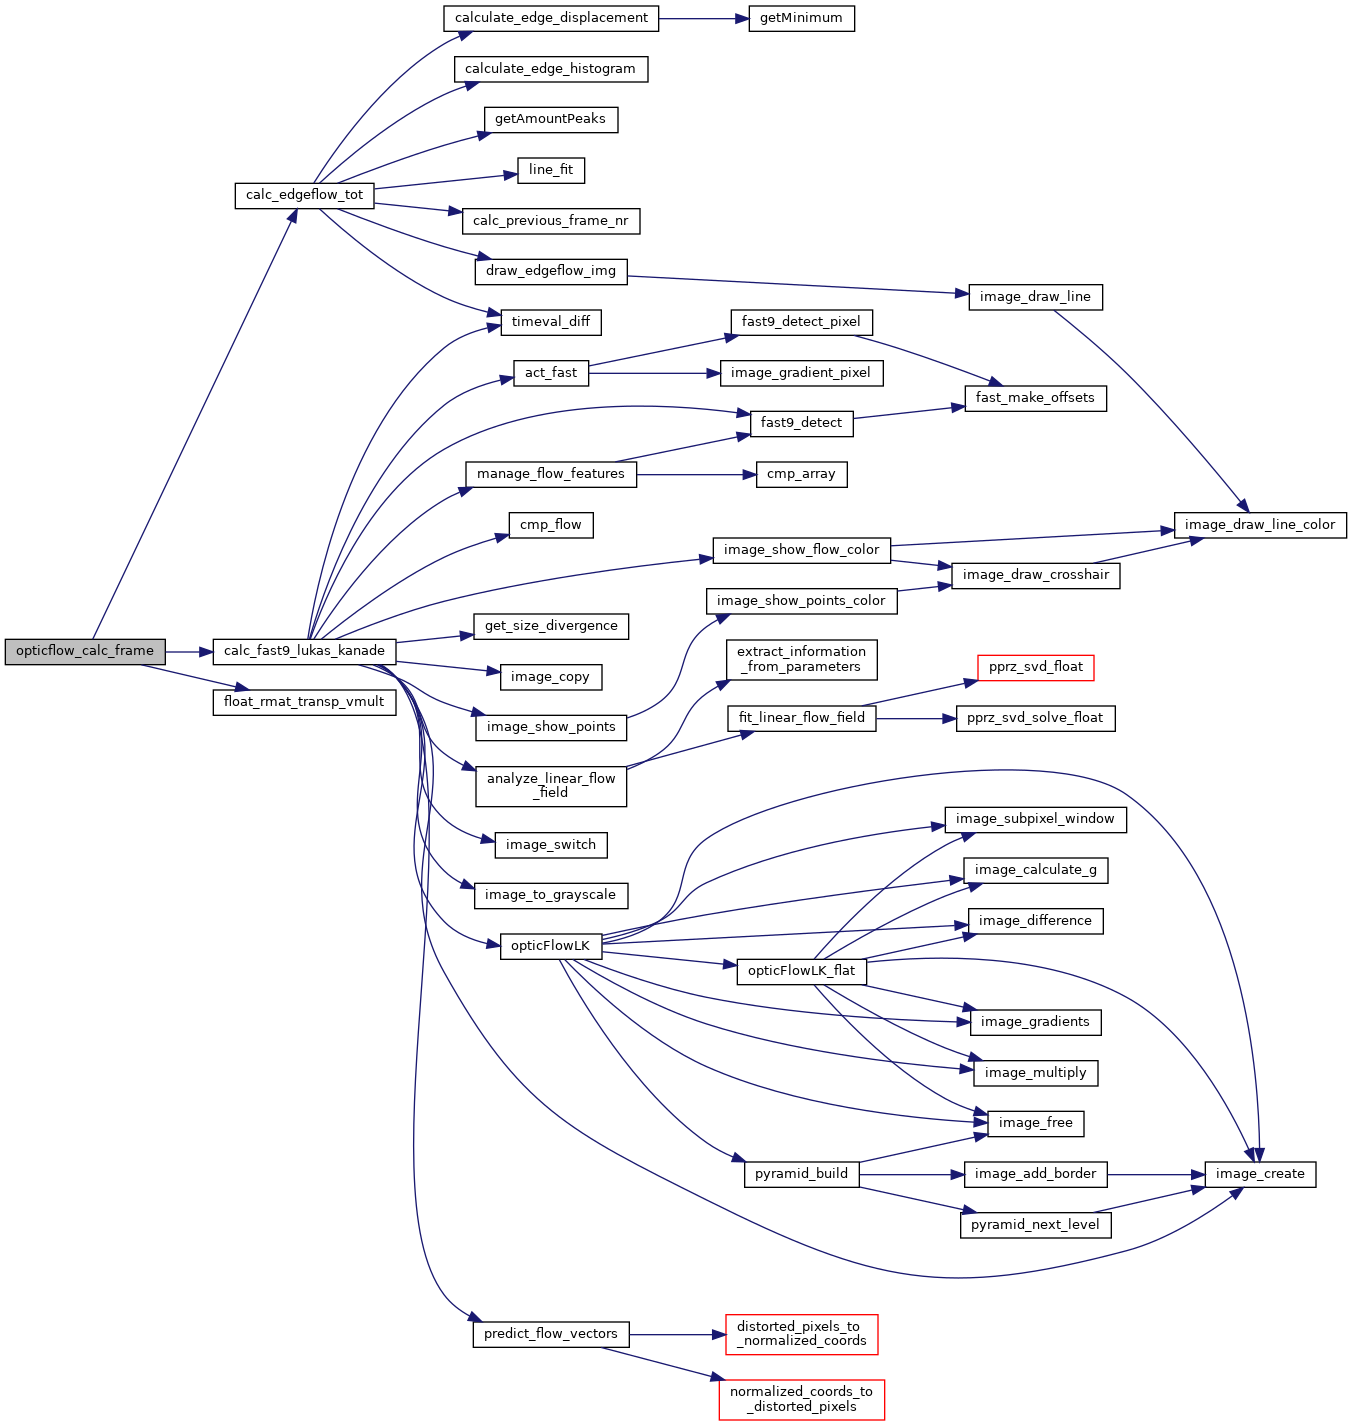 calculate_edge_displacement
getMinimum
calculate_edge_histogram
getAmountPeaks
line_fit
calc_edgeflow_tot
calc_previous_frame_nr
draw_edgeflow_img
image_draw_line
timeval_diff
fast9_detect_pixel
act_fast
image_gradient_pixel
fast_make_offsets
fast9_detect
manage_flow_features
cmp_array
cmp_flow
image_draw_line_color
image_show_flow_color
image_draw_crosshair
image_show_points_color
get_size_divergence
opticflow_calc_frame
calc_fast9_lukas_kanade
extract_information
_from_parameters
pprz_svd_float
image_copy
float_rmat_transp_vmult
fit_linear_flow_field
pprz_svd_solve_float
image_show_points
analyze_linear_flow
_field
image_subpixel_window
image_switch
image_calculate_g
image_to_grayscale
image_difference
opticFlowLK
opticFlowLK_flat
image_gradients
image_multiply
image_free
pyramid_build
image_add_border
image_create
pyramid_next_level
predict_flow_vectors
distorted_pixels_to
_normalized_coords
normalized_coords_to
_distorted_pixels